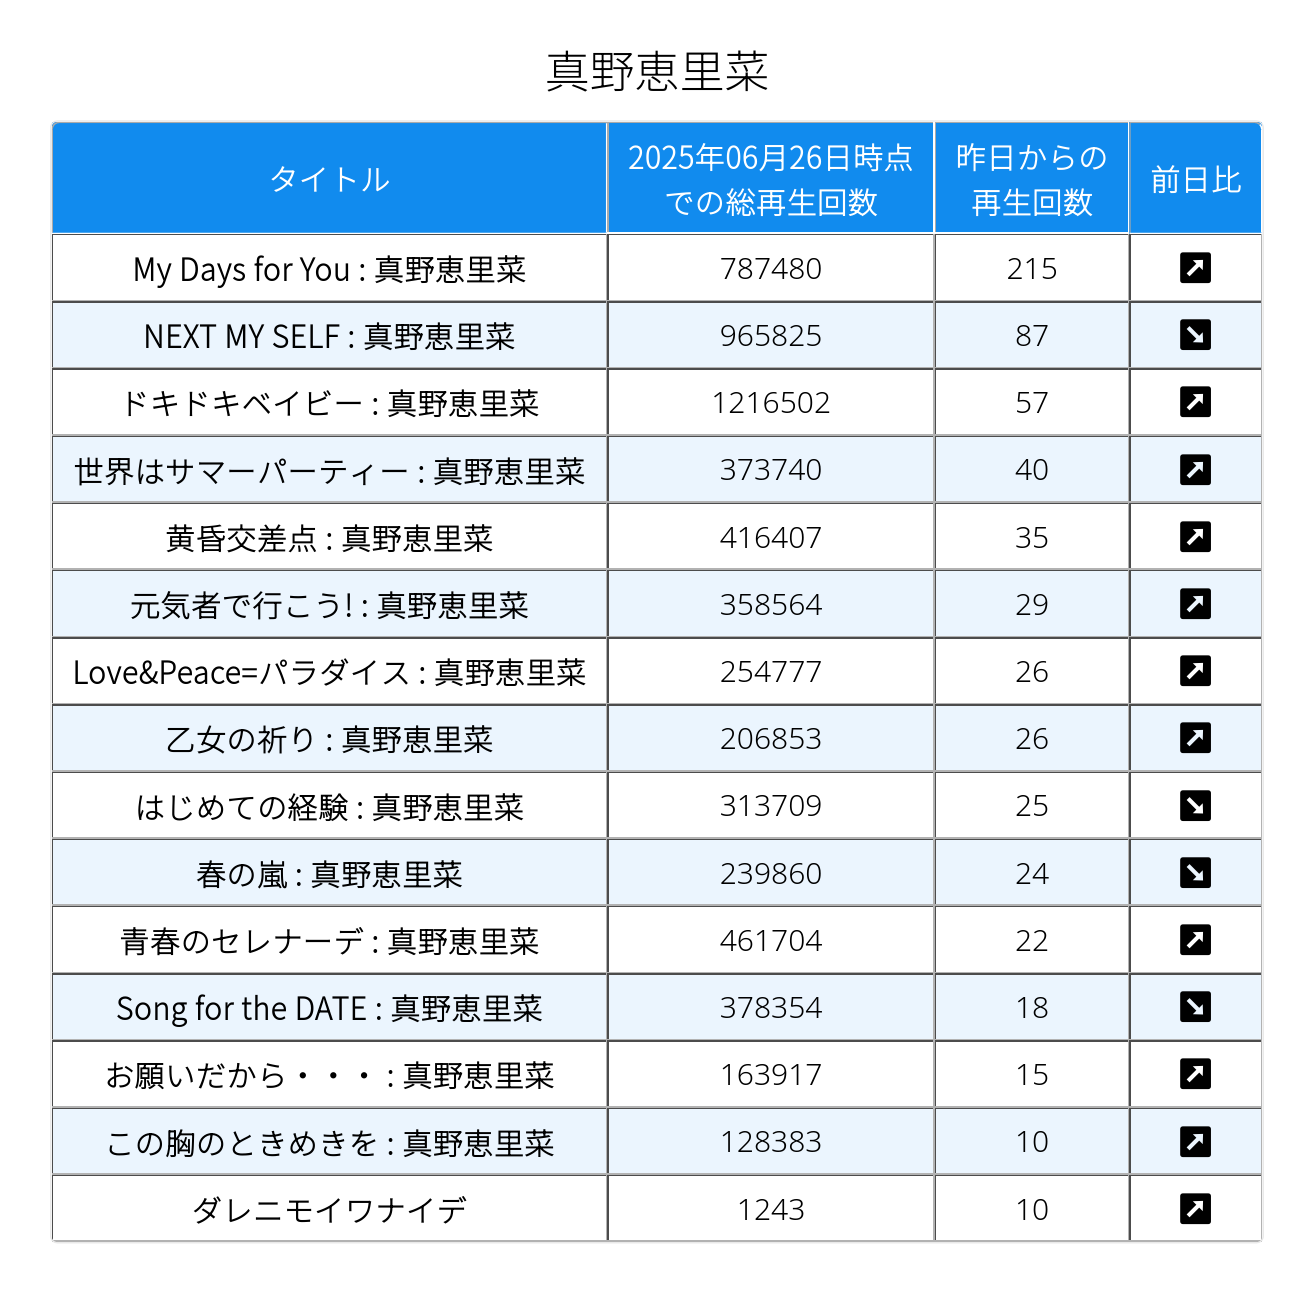 真野恵里菜
タイトル 2025年06月26日時点での総再生回数 昨日からの再生回数 前日比
My Days for You : 真野恵里菜 787480 215 ↗
NEXT MY SELF : 真野恵里菜 965825 87 ↘
ドキドキベイビー : 真野恵里菜 1216502 57 ↗
世界はサマーパーティー : 真野恵里菜 373740 40 ↗
黄昏交差点 : 真野恵里菜 416407 35 ↗
元気者で行こう! : 真野恵里菜 358564 29 ↗
Love&Peace=パラダイス : 真野恵里菜 254777 26 ↗
乙女の祈り : 真野恵里菜 206853 26 ↗
はじめての経験 : 真野恵里菜 313709 25 ↘
春の嵐 : 真野恵里菜 239860 24 ↘
青春のセレナーデ : 真野恵里菜 461704 22 ↗
Song for the DATE : 真野恵里菜 378354 18 ↘
お願いだから・・・ : 真野恵里菜 163917 15 ↗
この胸のときめきを : 真野恵里菜 128383 10 ↗
ダレニモイワナイデ 1243 10 ↗